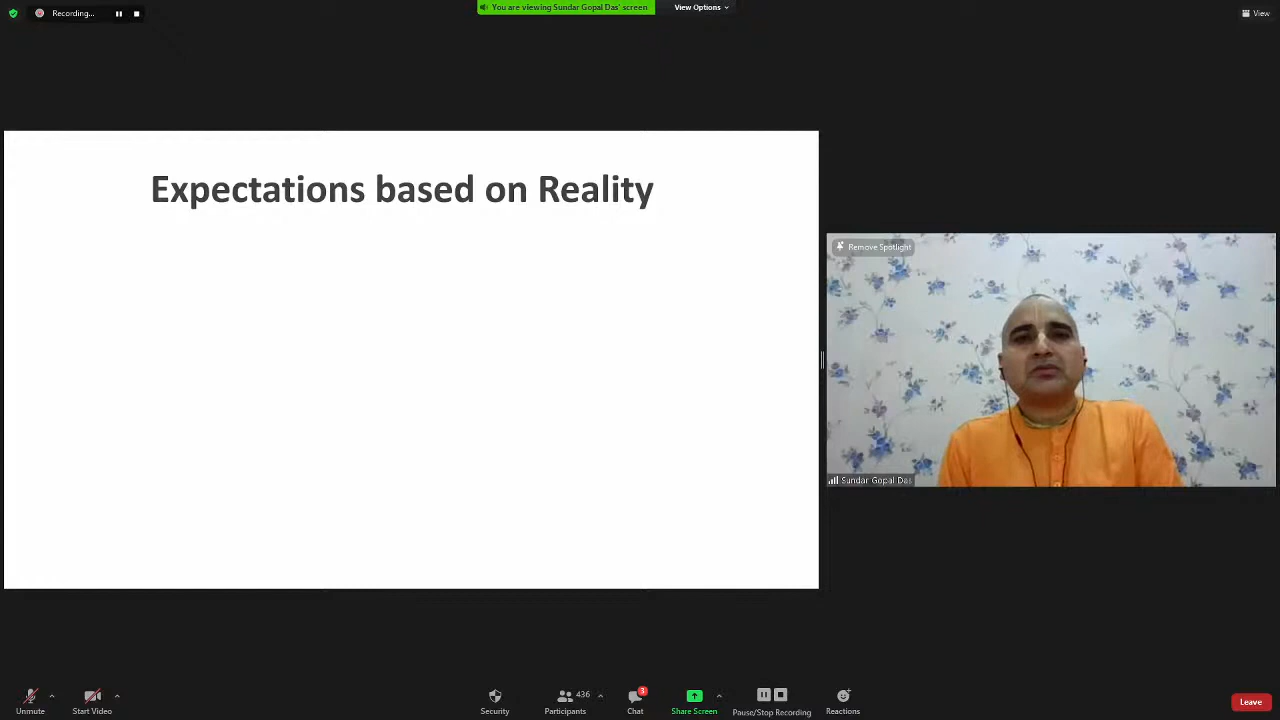 Recording...
You are viewing Sundar Gopal Das' screen
View Options
View
Expectations based on Reality
Remove Spotlight
Sundar Gopal Das
Unmute
Start Video
Security
436
Participants
3
Chat
Share Screen
Pause/Stop Recording
Reactions
Leave